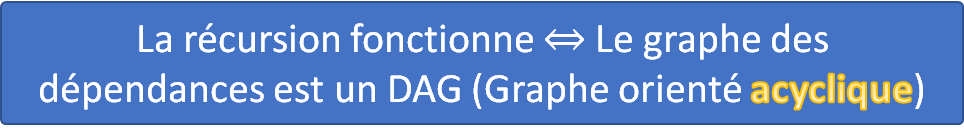 La récursion fonctionne ⇔ Le graphe des
dépendances est un DAG (Graphe orienté acyclique)